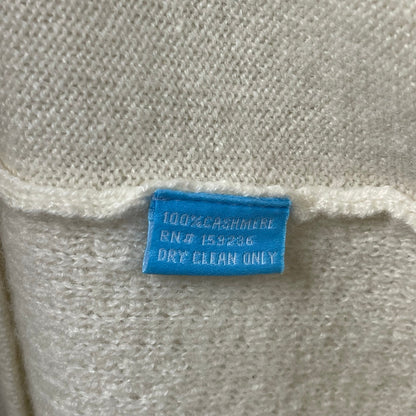 100% CASHMERE
RN# 159236
DRY CLEAN ONLY